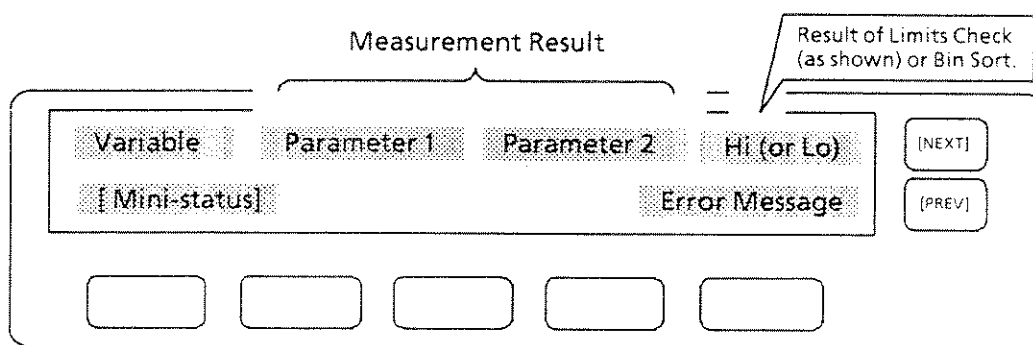 Measurement Result
Result of Limits Check
(as shown) or Bin Sort.
Variable Parameter 1 Parameter 2 Hi (or Lo)
[NEXT]
[ Mini-status] Error Message
[PREV]